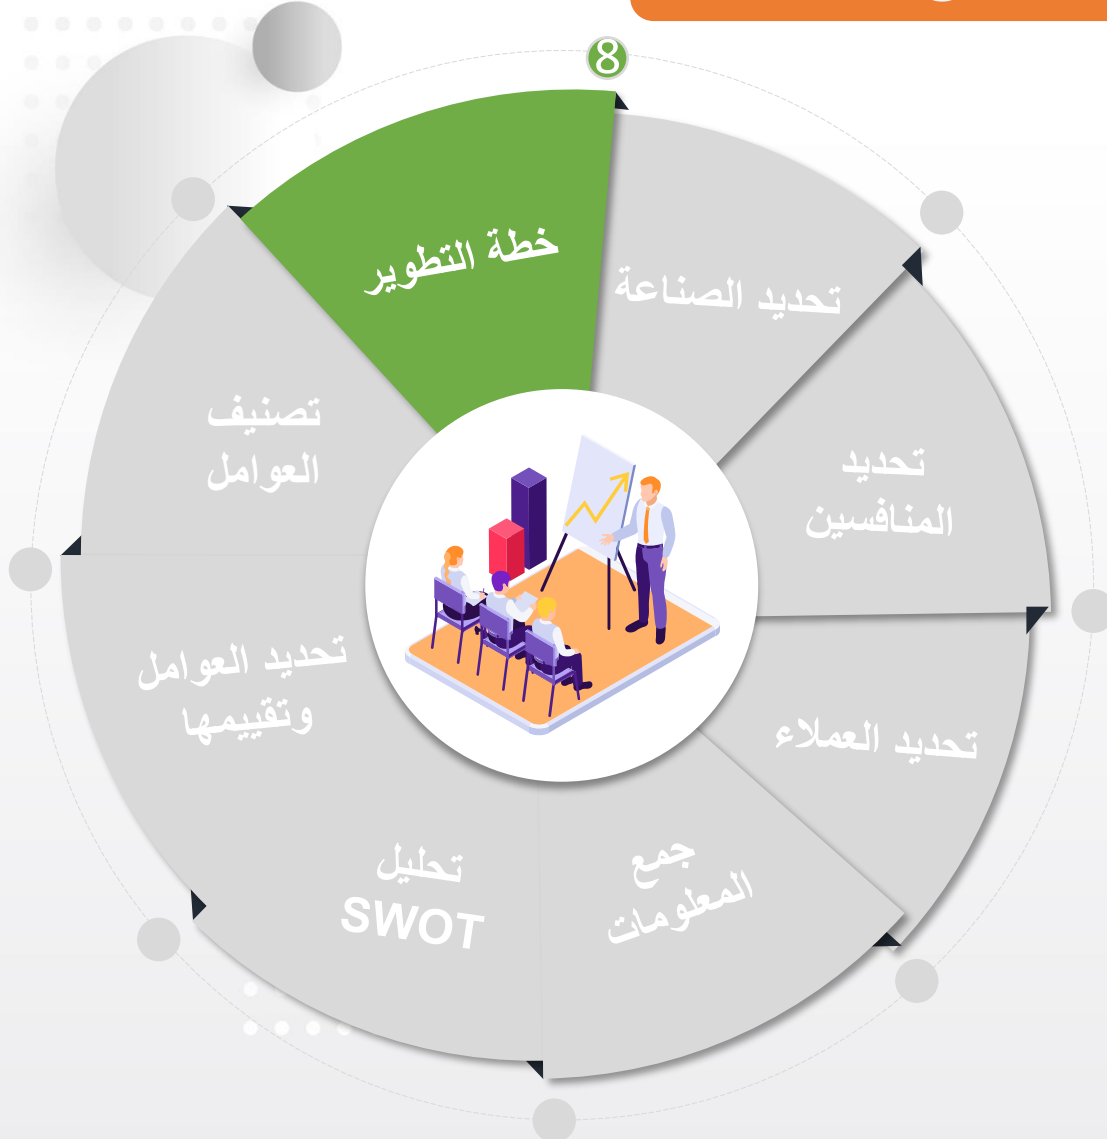 8
خطة التطوير
تحديد الصناعة
تحديد
المنافسين
تحديد العملاء
جمع
المعلومات
تحليل
SWOT
تحديد العوامل
وتقييمها
تصنيف
العوامل